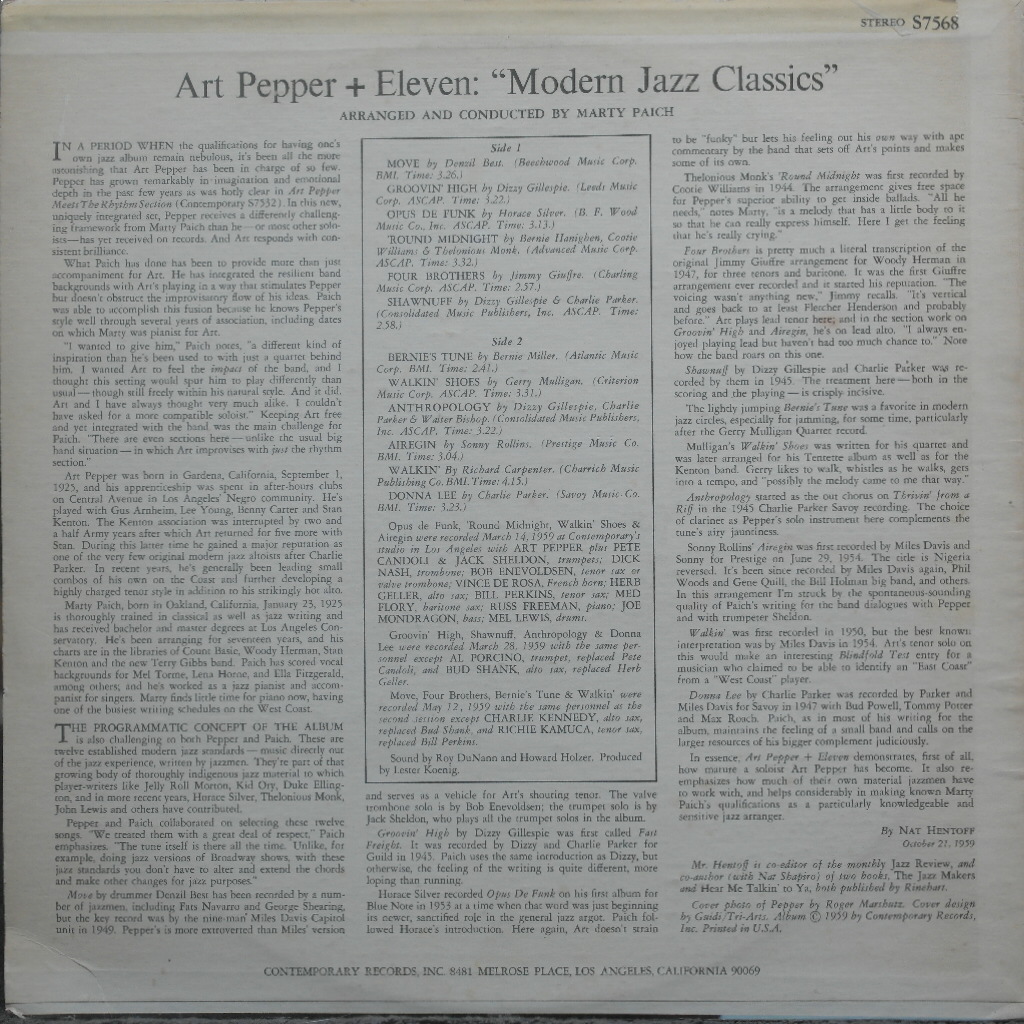 STEREO S7568
Art Pepper + Eleven: “Modern Jazz Classics”
ARRANGED AND CONDUCTED BY MARTY PAICH
IN A PERIOD WHEN the qualifications for having one's
own jazz album remain nebulous, it's been all the more
astonishing that Art Pepper has been in charge of so few.
Pepper has grown remarkably in imagination and emotional
depth in the past few years as was hotly clear in Art Pepper
Meets The Rhythm Section (Contemporary S7532). In this new,
uniquely integrated set, Pepper receives a differently challeng-
ing framework from Marty Paich than he—or most other solo-
ists—has yet received on records. And Art responds with con-
sistent brilliance.
What Paich has done has been to provide more than just
accompaniment for Art. He has integrated the resilient band
backgrounds with Art's playing in a way that stimulates Pepper
but doesn't obstruct the improvisatory flow of his ideas. Paich
was able to accomplish this fusion because he knows Pepper's
style well through several years of association, including dates
on which Marty was pianist for Art.
"I wanted to give him," Paich notes, "a different kind of
inspiration than he's been used to with just a quartet behind
him. I wanted Art to feel the impact of the band, and I
thought this setting would spur him to play differently than
usual—though still freely within his natural style. And it did.
Art and I have always thought very much alike. I couldn't
have asked for a more compatible soloist." Keeping Art free
and yet integrated with the band was the main challenge for
Paich. "There are even sections here—unlike the usual big
band situation—in which Art improvises with just the rhythm
section."
Art Pepper was born in Gardena, California, September 1,
1925, and his apprenticeship was spent in after-hours clubs
on Central Avenue in Los Angeles' Negro community. He's
played with Gus Arnheim, Lee Young, Benny Carter and Stan
Kenton. The Kenton association was interrupted by two and
a half Army years after which Art returned for five more with
Stan. During this latter time he gained a major reputation as
one of the very few original modern jazz altoists after Charlie
Parker. In recent years, he's generally been leading small
combos of his own on the Coast and further developing a
highly charged tenor style in addition to his strikingly hot alto.
Marty Paich, born in Oakland, California, January 23, 1925
is thoroughly trained in classical as well as jazz writing and
has received bachelor and master degrees at Los Angeles Con-
servatory. He's been arranging for seventeen years, and his
charts are in the libraries of Count Basie, Woody Herman, Stan
Kenton and the new Terry Gibbs band. Paich has scored vocal
backgrounds for Mel Torme, Lena Horne, and Ella Fitzgerald,
among others, and he's worked as a jazz pianist and accom-
panist for singers. Marty finds little time for piano now, having
one of the busiest writing schedules on the West Coast.
THE PROGRAMMATIC CONCEPT OF THE ALBUM
is also challenging to both Pepper and Paich. These are
twelve established modern jazz standards—music directly out
of the jazz experience, written by jazzmen. They're part of that
growing body of thoroughly indigenous jazz material to which
player-writers like Jelly Roll Morton, Kid Ory, Duke Elling-
ton, and in more recent years, Horace Silver, Thelonious Monk,
John Lewis and others have contributed.
Pepper and Paich collaborated on selecting these twelve
songs. "We treated them with a great deal of respect," Paich
emphasizes. "The tune itself is there all the time. Unlike, for
example, doing jazz versions of Broadway shows, with these
jazz standards you don't have to alter and extend the chords
and make other changes for jazz purposes."
Move by drummer Denzil Best has been recorded by a num-
ber of jazzmen, including Fats Navarro and George Shearing,
but the key record was by the nine-man Miles Davis Capitol
unit in 1949. Pepper's is more extroverted than Miles' version
Side 1
MOVE by Denzil Best. (Beechwood Music Corp.
BMI. Time: 3.26.)
GROOVIN' HIGH by Dizzy Gillespie. (Leeds Music
Corp. ASCAP. Time: 3.22.)
OPUS DE FUNK by Horace Silver. (B. F. Wood
Music Co., Inc. ASCAP. Time: 3.13.)
'ROUND MIDNIGHT by Bernie Hanighen, Cootie
Williams & Thelonious Monk. (Advanced Music Corp.
ASCAP. Time: 3.32.)
FOUR BROTHERS by Jimmy Giuffre. (Charling
Music Corp. ASCAP. Time: 2.57.)
SHAWNUFF by Dizzy Gillespie & Charlie Parker.
(Consolidated Music Publishers, Inc. ASCAP. Time:
2.58.)
Side 2
BERNIE'S TUNE by Bernie Miller. (Atlantic Music
Corp. BMI. Time: 2.41.)
WALKIN' SHOES by Gerry Mulligan. (Criterion
Music Corp. ASCAP. Time: 3.31.)
ANTHROPOLOGY by Dizzy Gillespie, Charlie
Parker & Walter Bishop. (Consolidated Music Publishers,
Inc. ASCAP. Time: 3.22.)
AIREGIN by Sonny Rollins. (Prestige Music Co.
BMI. Time: 3.04.)
WALKIN' By Richard Carpenter. (Charrich Music
Publishing Co. BMI. Time: 4.15.)
DONNA LEE by Charlie Parker. (Savoy Music Co.
BMI. Time: 3.23.)
Opus de Funk, 'Round Midnight, Walkin' Shoes &
Airegin were recorded March 14, 1959 at Contemporary's
studio in Los Angeles with ART PEPPER plus PETE
CANDOLI & JACK SHELDON, trumpets; DICK
NASH, trombone; BOB ENEVOLDSEN, tenor sax or
valve trombone; VINCE DE ROSA, French horn; HERB
GELLER, alto sax; BILL PERKINS, tenor sax; MED
FLORY, baritone sax; RUSS FREEMAN, piano; JOE
MONDRAGON, bass; MEL LEWIS, drums.
Groovin' High, Shawnuff, Anthropology & Donna
Lee were recorded March 28, 1959 with the same per-
sonnel except AL PORCINO, trumpet, replaced Pete
Candoli, and BUD SHANK, alto sax, replaced Herb
Geller.
Move, Four Brothers, Bernie's Tune & Walkin' were
recorded May 12, 1959 with the same personnel as the
second session except CHARLIE KENNEDY, alto sax,
replaced Bud Shank, and RICHIE KAMUCA, tenor sax,
replaced Bill Perkins.
Sound by Roy DuNann and Howard Holzer. Produced
by Lester Koenig.
and serves as a vehicle for Art's shouting tenor. The valve
trombone solo is by Bob Enevoldsen; the trumpet solo is by
Jack Sheldon, who plays all the trumpet solos in the album.
Groovin' High by Dizzy Gillespie was first called Fast
Freight. It was recorded by Dizzy and Charlie Parker for
Guild in 1945. Paich uses the same introduction as Dizzy, but
otherwise, the feeling of the writing is quite different, more
loping than running.
Horace Silver recorded Opus De Funk on his first album for
Blue Note in 1953 at a time when that word was just beginning
its newer, sanctified role in the general jazz argot. Paich fol-
lowed Horace's introduction. Here again, Art doesn't strain
to be "funky" but lets his feeling out his own way with apt
commentary by the band that sets off Art's points and makes
some of its own.
Thelonious Monk's 'Round Midnight was first recorded by
Cootie Williams in 1944. The arrangement gives free space
for Pepper's superior ability to get inside ballads. "All he
needs," notes Marty, "is a melody that has a little body to it
so that he can really express himself. Here I get the feeling
that he's really crying."
Four Brothers is pretty much a literal transcription of the
original Jimmy Giuffre arrangement for Woody Herman in
1947, for three tenors and baritone. It was the first Giuffre
arrangement ever recorded and it started his reputation. "The
voicing wasn't anything new," Jimmy recalls. "It's vertical
and goes back to at least Fletcher Henderson and probably
before." Art plays lead tenor here; and in the section work on
Groovin' High and Airegin, he's on lead alto. "I always en-
joyed playing lead but haven't had too much chance to." Note
how the band roars on this one.
Shawnuff by Dizzy Gillespie and Charlie Parker was re-
corded by them in 1945. The treatment here—both in the
scoring and the playing—is crisply incisive.
The lightly jumping Bernie's Tune was a favorite in modern
jazz circles, especially for jamming, for some time, particularly
after the Gerry Mulligan Quartet record.
Mulligan's Walkin' Shoes was written for his quartet and
was later arranged for his Tentette album as well as for the
Kenton band. Gerry likes to walk, whistles as he walks, gets
into a tempo, and "possibly the melody came to me that way."
Anthropology started as the out chorus on Thrivin' from a
Riff in the 1945 Charlie Parker Savoy recording. The choice
of clarinet as Pepper's solo instrument here complements the
tune's airy jauntiness.
Sonny Rollins' Airegin was first recorded by Miles Davis and
Sonny for Prestige on June 29, 1954. The title is Nigeria
reversed. It's been since recorded by Miles Davis again, Phil
Woods and Gene Quill, the Bill Holman big band, and others.
In this arrangement I'm struck by the spontaneous-sounding
quality of Paich's writing for the band dialogues with Pepper
and with trumpeter Sheldon.
Walkin' was first recorded in 1950, but the best known
interpretation was by Miles Davis in 1954. Art's tenor solo on
this would make an interesting Blindfold Test entry for a
musician who claimed to be able to identify an "East Coast"
from a "West Coast" player.
Donna Lee by Charlie Parker was recorded by Parker and
Miles Davis for Savoy in 1947 with Bud Powell, Tommy Potter
and Max Roach. Paich, as in most of his writing for the
album, maintains the feeling of a small band and calls on the
larger resources of his bigger complement judiciously.
In essence, Art Pepper + Eleven demonstrates, first of all,
how mature a soloist Art Pepper has become. It also re-
emphasizes how much of their own material jazzmen have
to work with, and helps considerably in making known Marty
Paich's qualifications as a particularly knowledgeable and
sensitive jazz arranger.
By NAT HENTOFF
October 21, 1959
Mr. Hentoff is co-editor of the monthly Jazz Review, and
co-author (with Nat Shapiro) of two books, The Jazz Makers
and Hear Me Talkin' to Ya, both published by Rinehart.
Cover photo of Pepper by Roger Marshutz. Cover design
by Guidi/Tri-Arts. Album © 1959 by Contemporary Records,
Inc. Printed in U.S.A.
CONTEMPORARY RECORDS, INC. 8481 MELROSE PLACE, LOS ANGELES, CALIFORNIA 90069